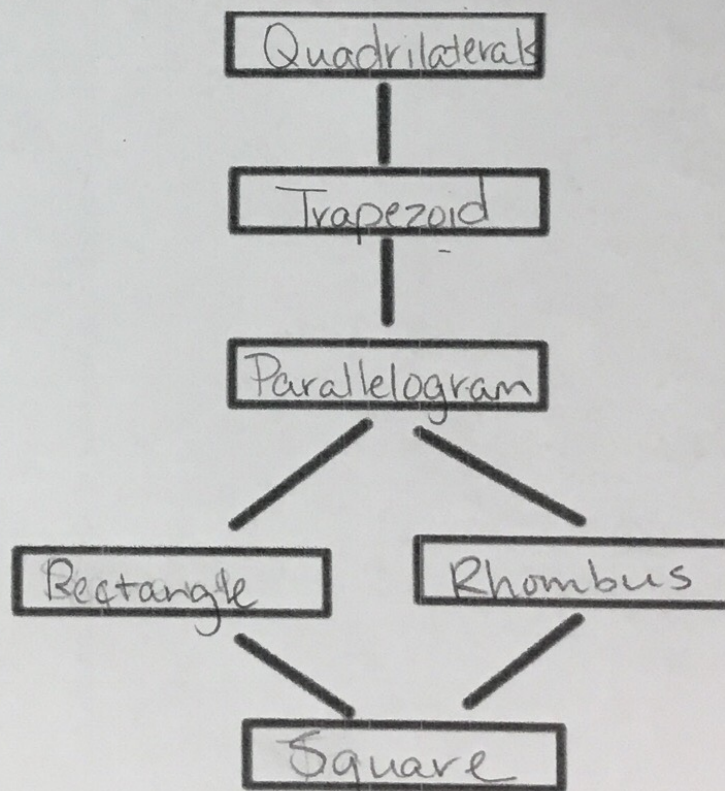 Quadrilaterals
Trapezoid
Parallelogram
Rectangle
Rhombus
Square